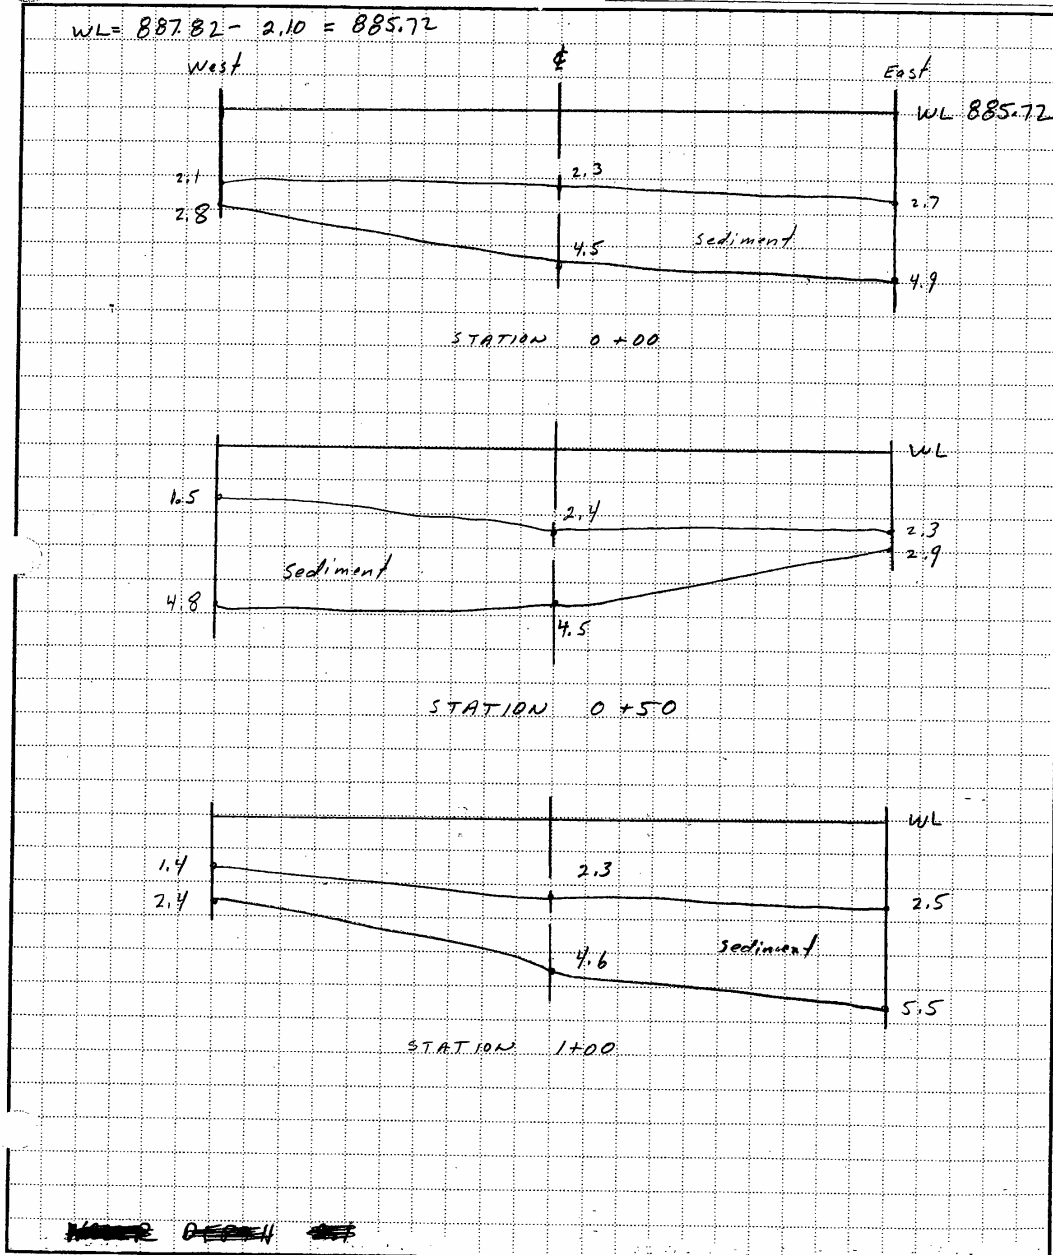 WL= 887.82 - 2.10 = 885.72
West ℄ East
WL 885.72
2.1 2.3 2.7
2.8 4.5 sediment 4.9
STATION 0+00
WL
1.5 2.4 2.3
2.9
sediment
4.8 4.5
STATION 0+50
WL
1.4 2.3 2.5
2.4 4.6 sediment 5.5
STATION 1+00